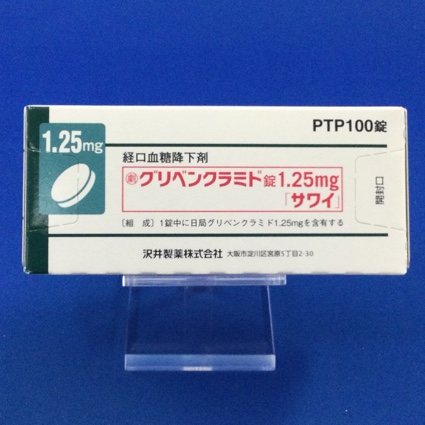 PTP100錠
1.25mg
経口血糖降下剤
劇 グリベンクラミド錠1.25mg
「サワイ」
開封口
〔組 成〕1錠中に日局グリベンクラミド1.25mgを含有する
沢井製薬株式会社 大阪市淀川区宮原5丁目2-30